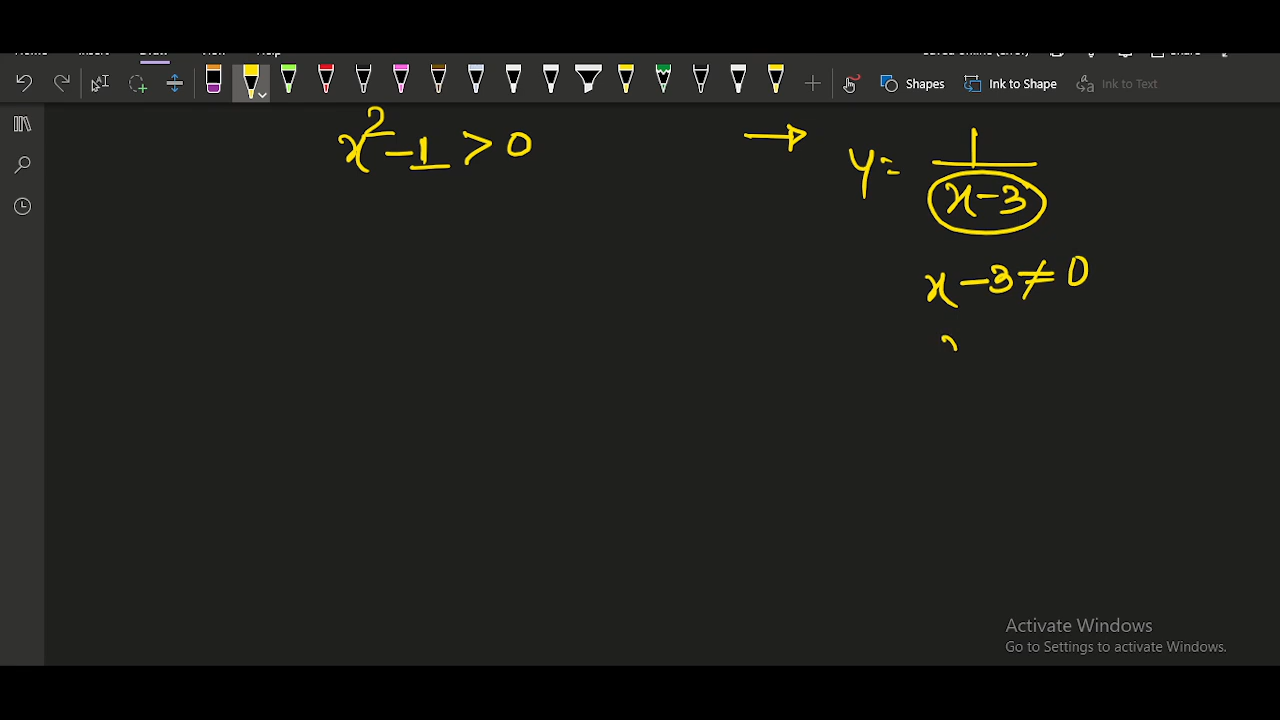 Shapes
Ink to Shape
Ink to Text
x² - 1 > 0
→ y = 1/(x-3)
x - 3 ≠ 0
Activate Windows
Go to Settings to activate Windows.